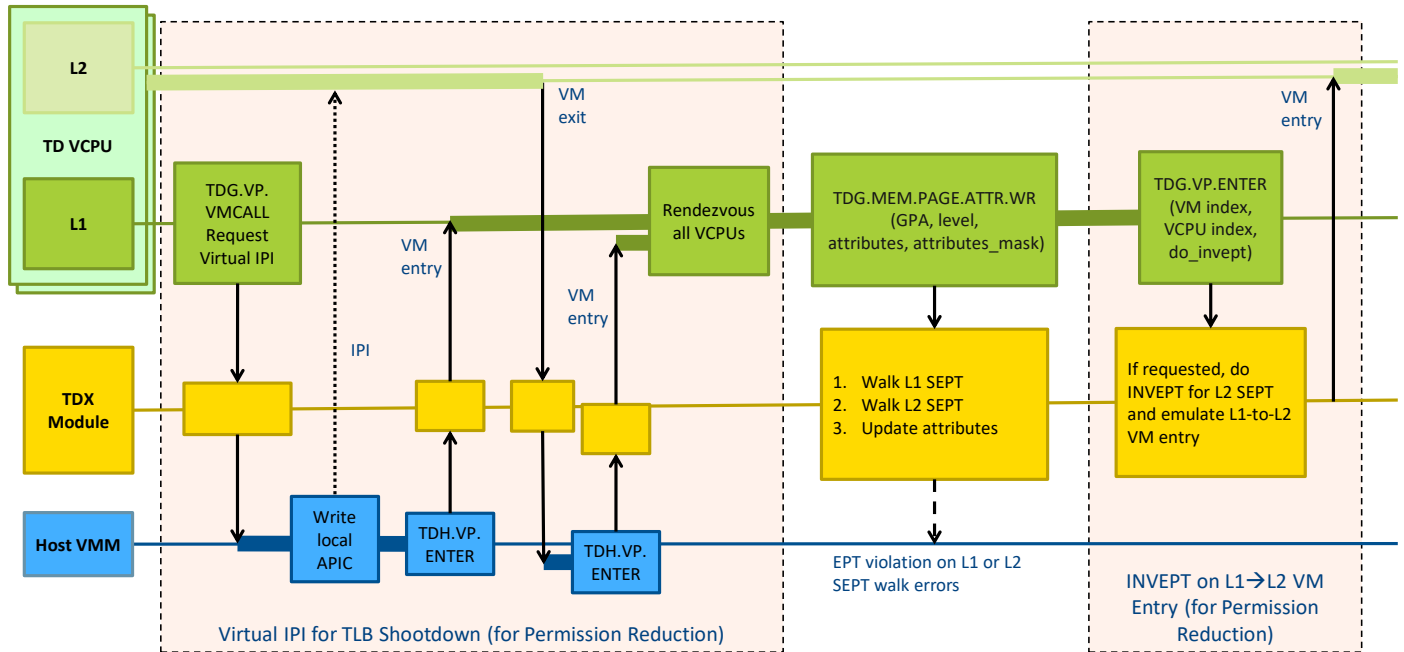 L2
TD VCPU
L1
TDX
Module
Host VMM
TDG.VP.
VMCALL
Request
Virtual IPI
IPI
Write
local
APIC
VM
entry
TDH.VP.
ENTER
VM
exit
VM
entry
TDH.VP.
ENTER
Rendezvous
all VCPUs
Virtual IPI for TLB Shootdown (for Permission Reduction)
TDG.MEM.PAGE.ATTR.WR
(GPA, level,
attributes, attributes_mask)
1. Walk L1 SEPT
2. Walk L2 SEPT
3. Update attributes
EPT violation on L1 or L2
SEPT walk errors
TDG.VP.ENTER
(VM index,
VCPU index,
do_invept)
If requested, do
INVEPT for L2 SEPT
and emulate L1-to-L2
VM entry
VM
entry
INVEPT on L1→L2 VM
Entry (for Permission
Reduction)